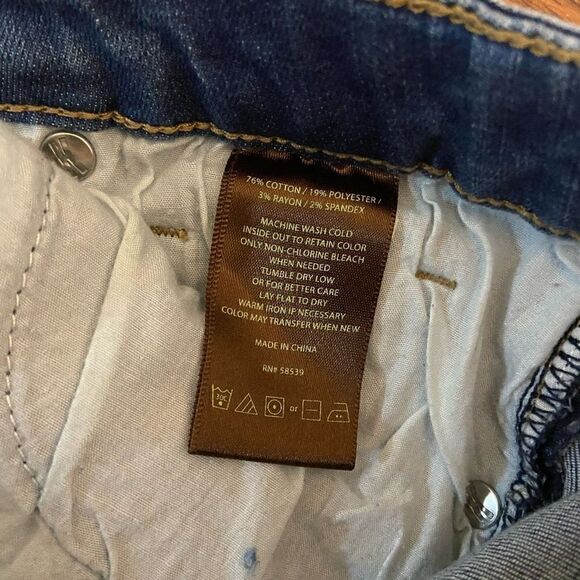 76% COTTON / 19% POLYESTER /
3% RAYON / 2% SPANDEX
MACHINE WASH COLD
INSIDE OUT TO RETAIN COLOR
ONLY NON-CHLORINE BLEACH
WHEN NEEDED
TUMBLE DRY LOW
OR FOR BETTER CARE
LAY FLAT TO DRY
WARM IRON IF NECESSARY
COLOR MAY TRANSFER WHEN NEW
MADE IN CHINA
RN# 58539
30C or